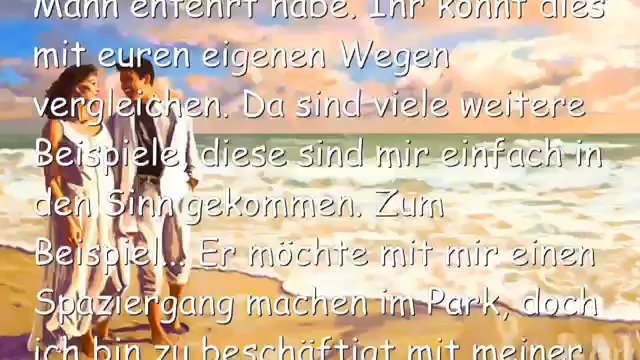 Mann entehrt habe. Ihr könnt dies
mit euren eigenen Wegen
vergleichen. Da sind viele weitere
Beispiele, diese sind mir einfach in
den Sinn gekommen. Zum
Beispiel... Er möchte mit mir einen
Spaziergang machen im Park, doch
ich bin zu beschäftigt mit meiner